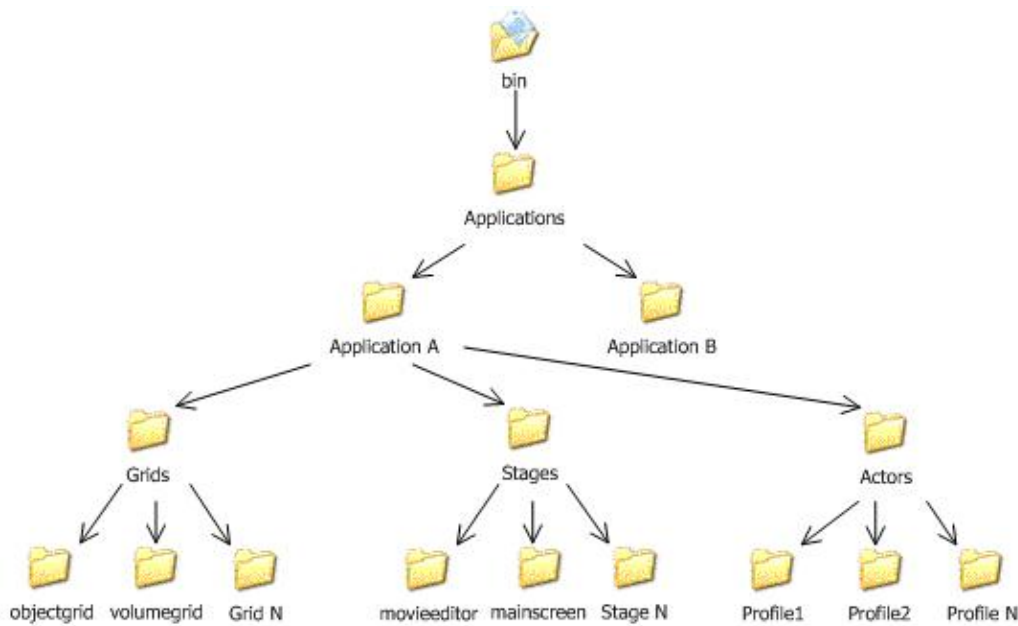 bin
Applications
Application A
Application B
Grids
Stages
Actors
objectgrid
volumegrid
Grid N
movieeditor
mainscreen
Stage N
Profile1
Profile2
Profile N